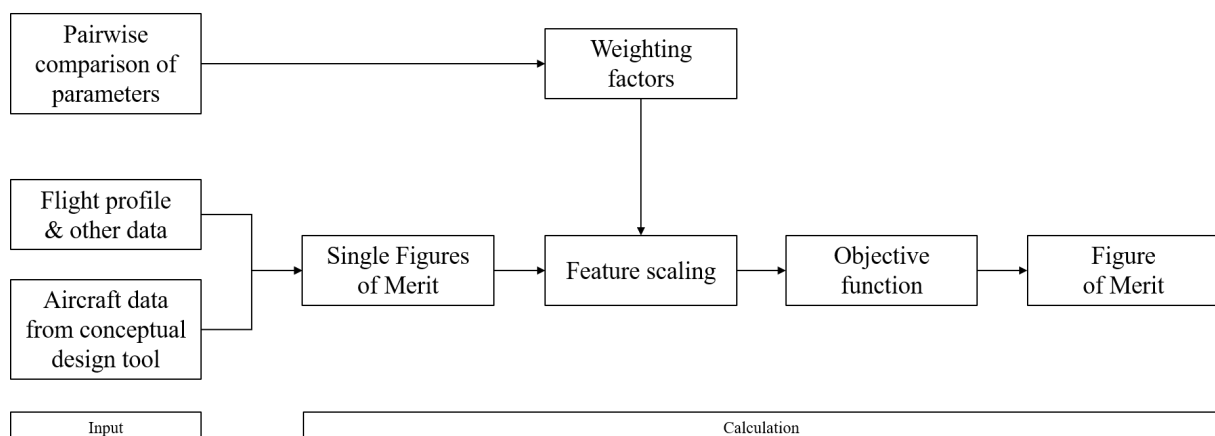 Pairwise
comparison of
parameters
Weighting
factors
Flight profile
& other data
Aircraft data
from conceptual
design tool
Single Figures
of Merit
Feature scaling
Objective
function
Figure
of Merit
Input
Calculation